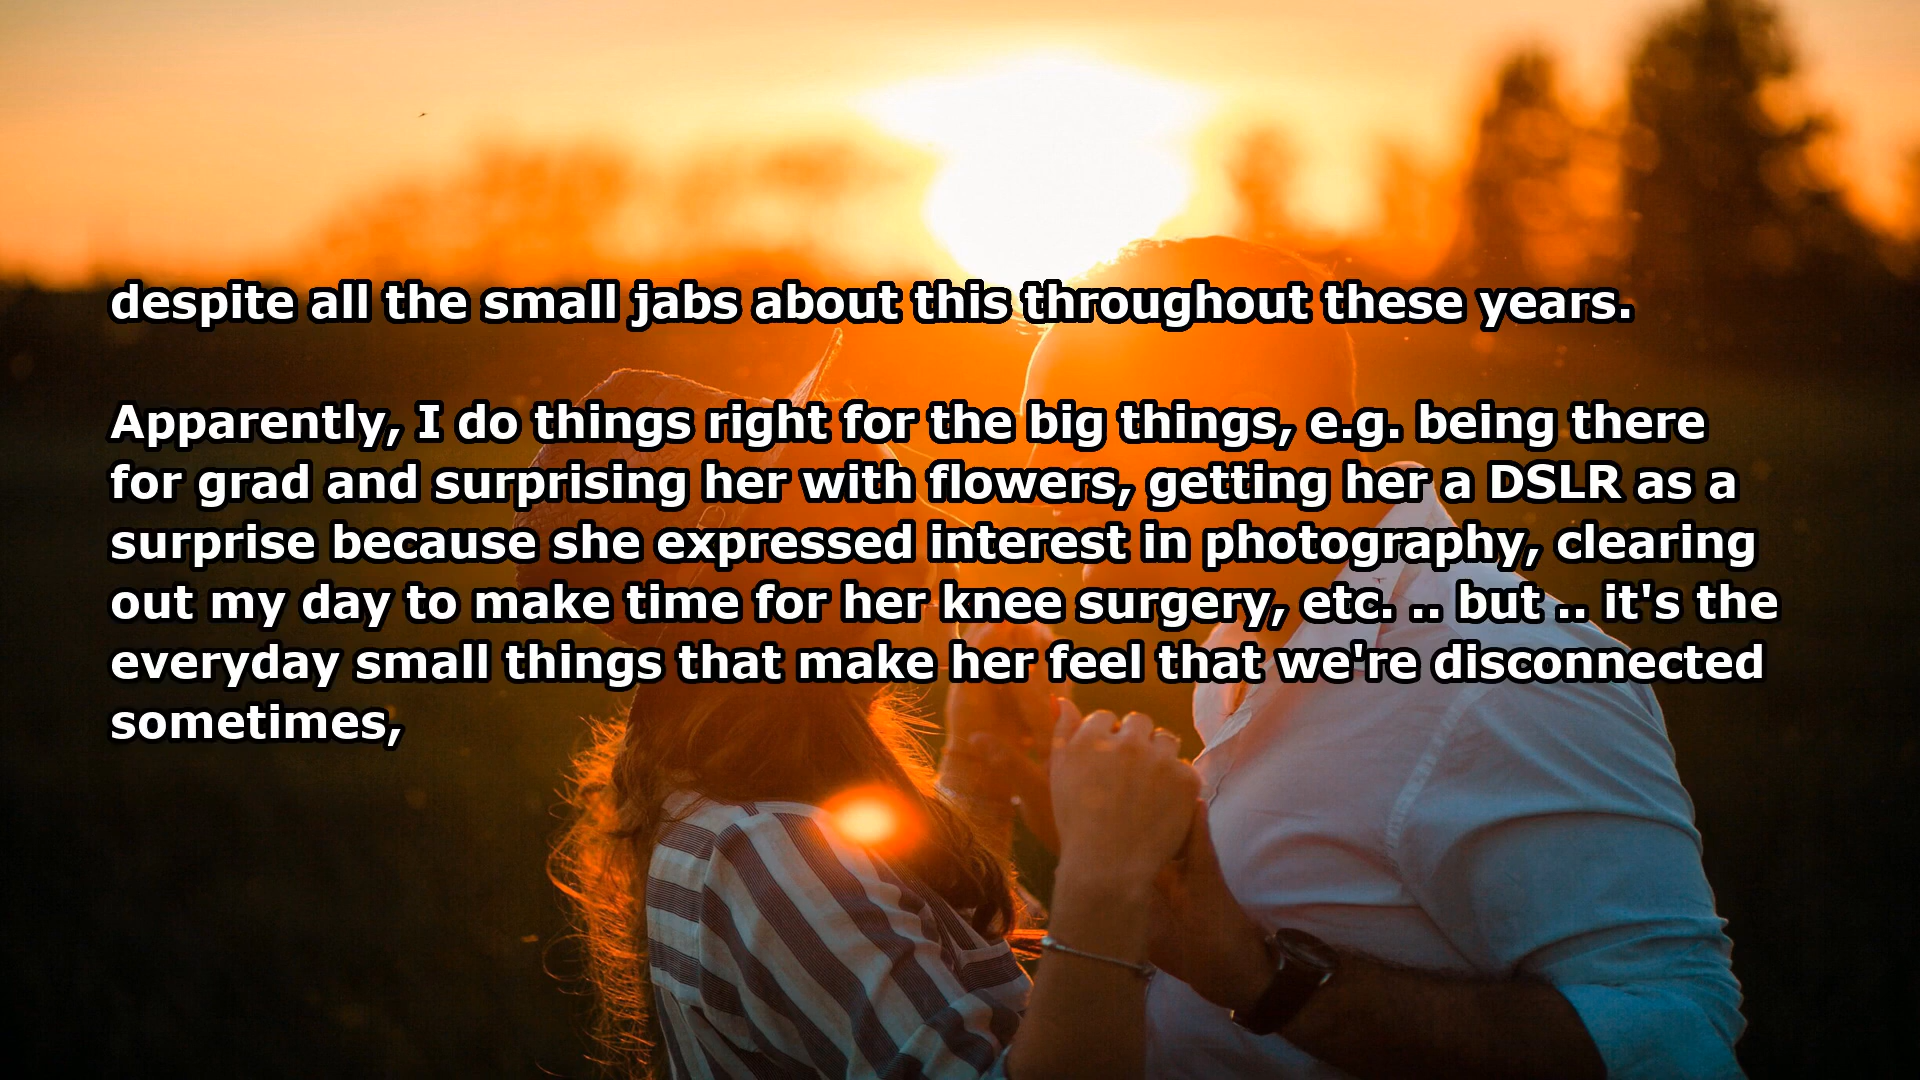 despite all the small jabs about this throughout these years.
Apparently, I do things right for the big things, e.g. being there
for grad and surprising her with flowers, getting her a DSLR as a
surprise because she expressed interest in photography, clearing
out my day to make time for her knee surgery, etc. .. but .. it's the
everyday small things that make her feel that we're disconnected
sometimes,